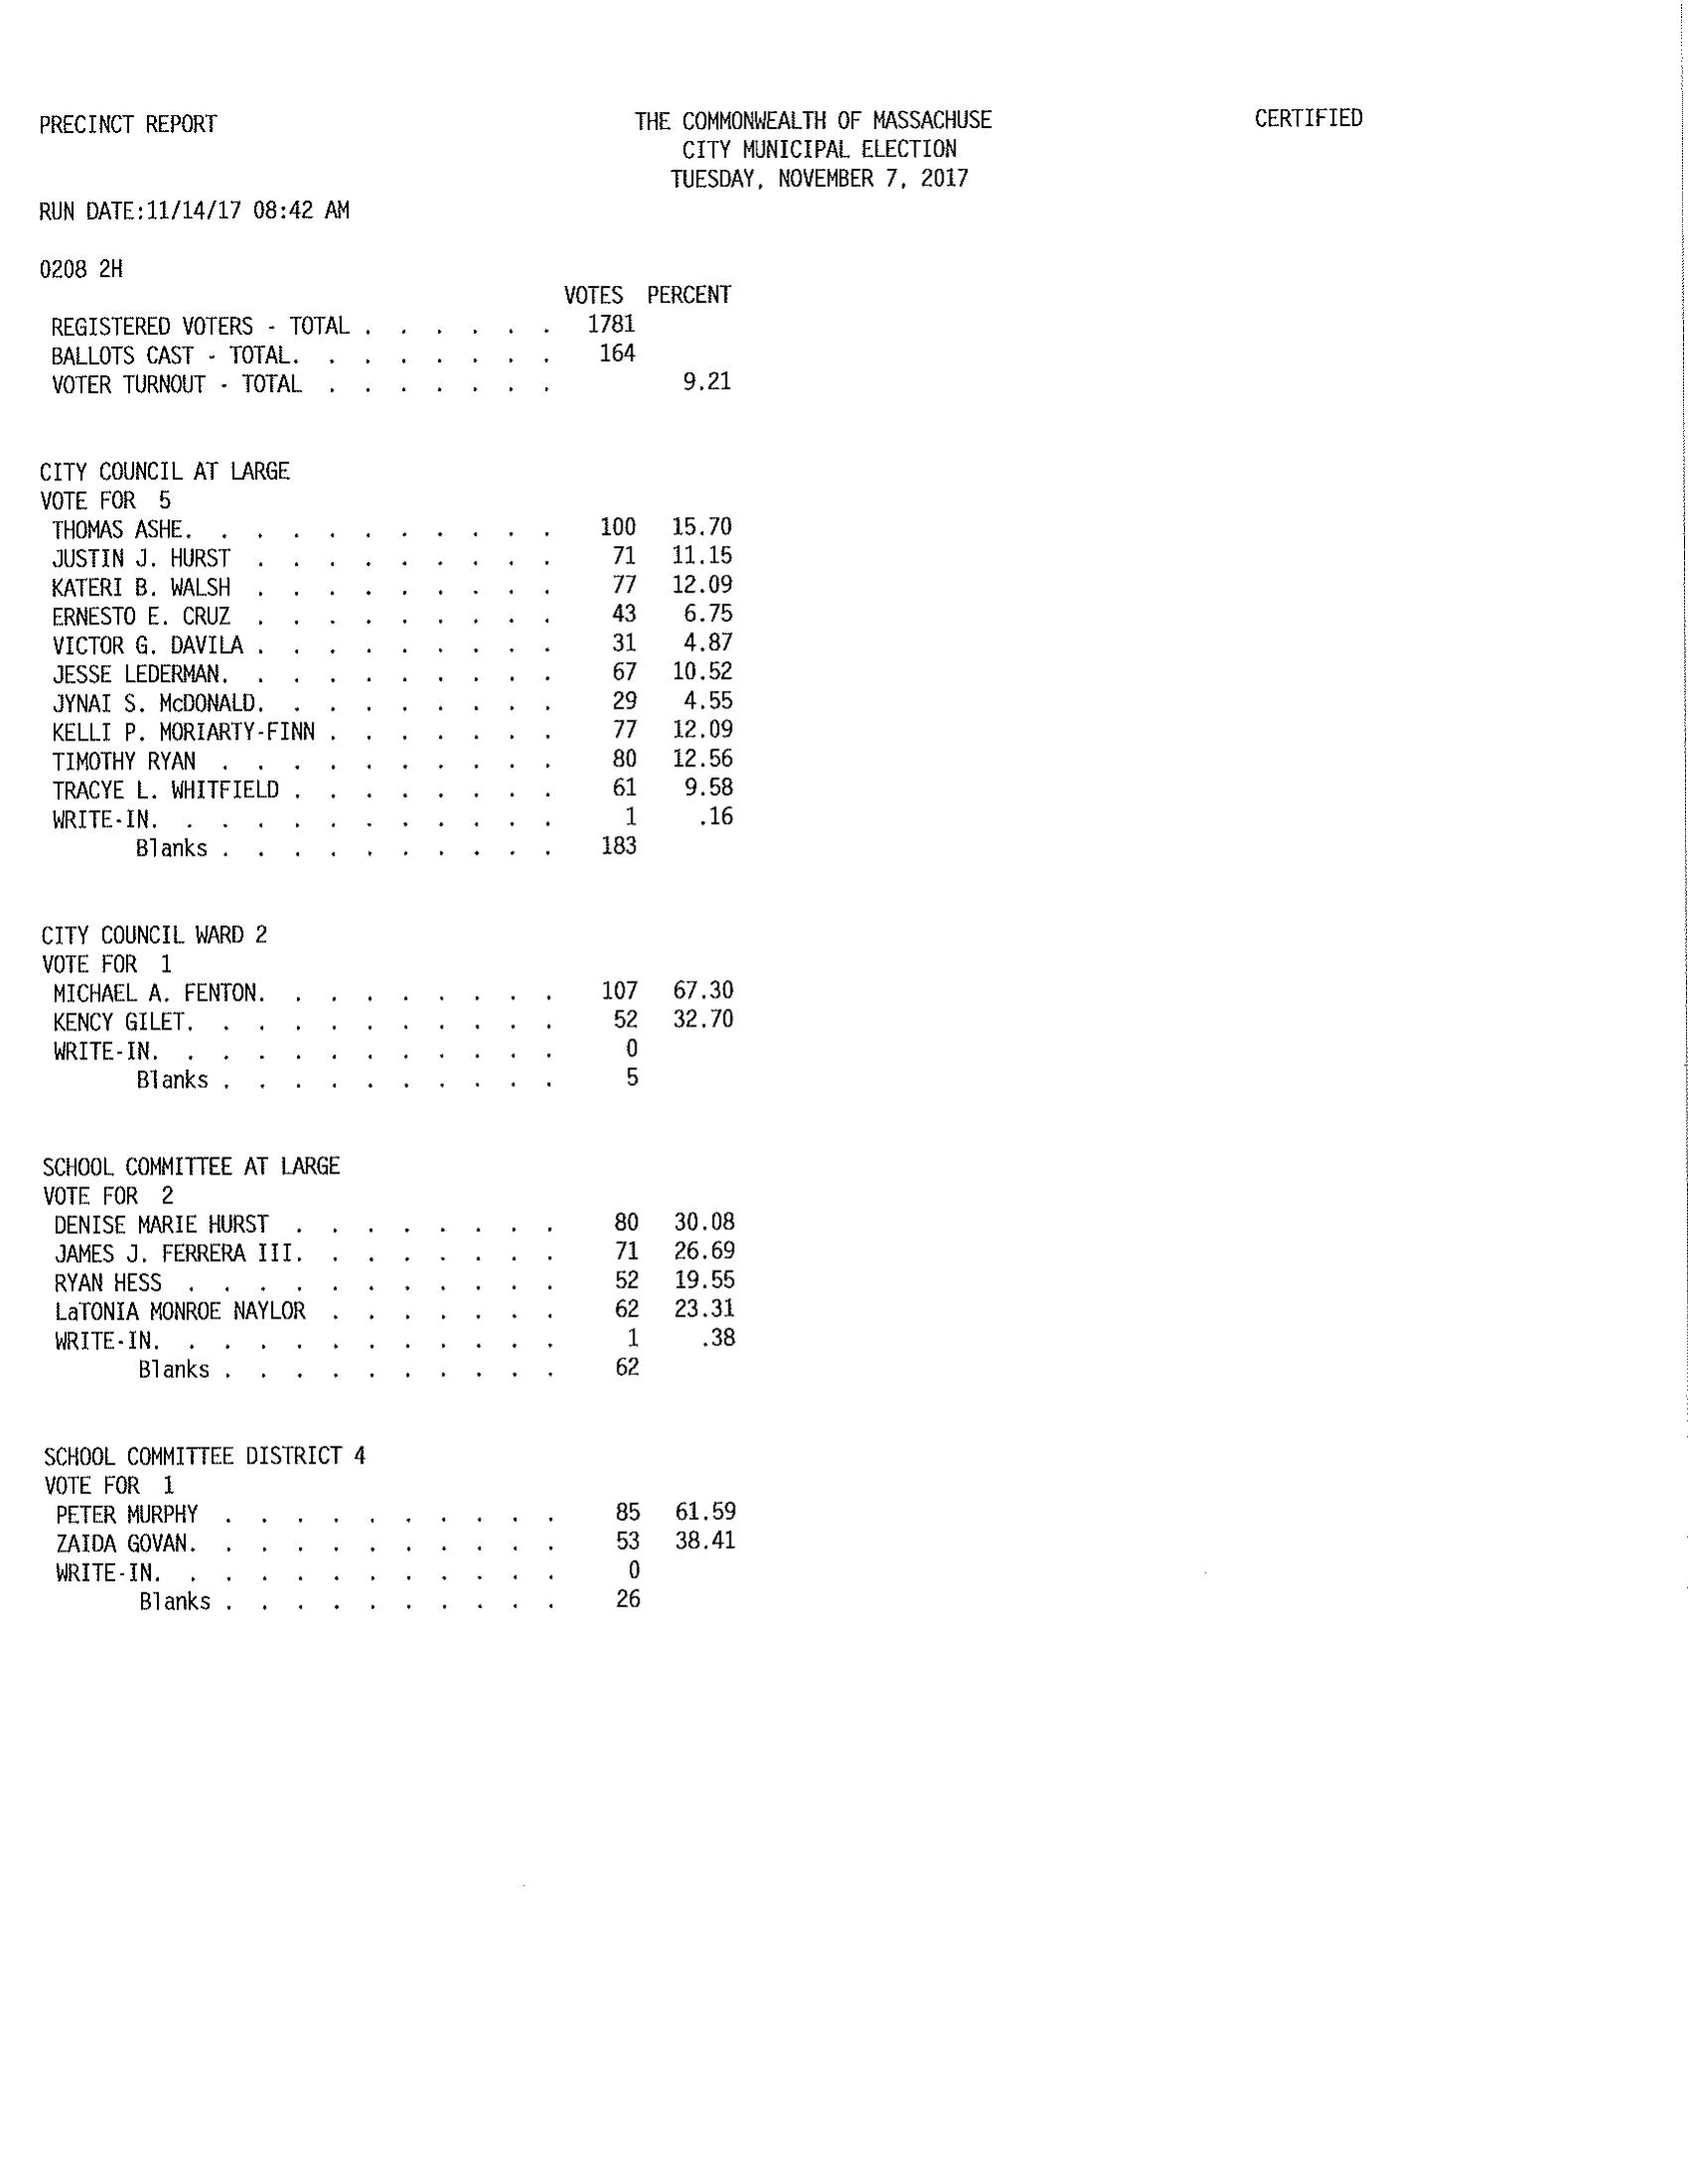 PRECINCT REPORT THE COMMONWEALTH OF MASSACHUSE CERTIFIED
CITY MUNICIPAL ELECTION
TUESDAY, NOVEMBER 7, 2017
RUN DATE:11/14/17 08:42 AM
0208 2H
VOTES PERCENT
REGISTERED VOTERS - TOTAL . . . . . . 1781
BALLOTS CAST - TOTAL. . . . . . . . 164
VOTER TURNOUT - TOTAL . . . . . . . 9.21
CITY COUNCIL AT LARGE
VOTE FOR 5
THOMAS ASHE. . . . . . . . . . . 100 15.70
JUSTIN J. HURST . . . . . . . . . 71 11.15
KATERI B. WALSH . . . . . . . . . 77 12.09
ERNESTO E. CRUZ . . . . . . . . . 43 6.75
VICTOR G. DAVILA . . . . . . . . . 31 4.87
JESSE LEDERMAN. . . . . . . . . . 67 10.52
JYNAI S. McDONALD. . . . . . . . . 29 4.55
KELLI P. MORIARTY-FINN . . . . . . . 77 12.09
TIMOTHY RYAN . . . . . . . . . . 80 12.56
TRACYE L. WHITFIELD . . . . . . . . 61 9.58
WRITE-IN. . . . . . . . . . . . 1 .16
Blanks . . . . . . . . . . 183
CITY COUNCIL WARD 2
VOTE FOR 1
MICHAEL A. FENTON. . . . . . . . . 107 67.30
KENCY GILET. . . . . . . . . . . 52 32.70
WRITE-IN. . . . . . . . . . . . 0
Blanks . . . . . . . . . . 5
SCHOOL COMMITTEE AT LARGE
VOTE FOR 2
DENISE MARIE HURST . . . . . . . . 80 30.08
JAMES J. FERRERA III. . . . . . . . 71 26.69
RYAN HESS . . . . . . . . . . . 52 19.55
LaTONIA MONROE NAYLOR . . . . . . . 62 23.31
WRITE-IN. . . . . . . . . . . . 1 .38
Blanks . . . . . . . . . . 62
SCHOOL COMMITTEE DISTRICT 4
VOTE FOR 1
PETER MURPHY . . . . . . . . . . 85 61.59
ZAIDA GOVAN. . . . . . . . . . . 53 38.41
WRITE-IN. . . . . . . . . . . . 0
Blanks . . . . . . . . . . 26